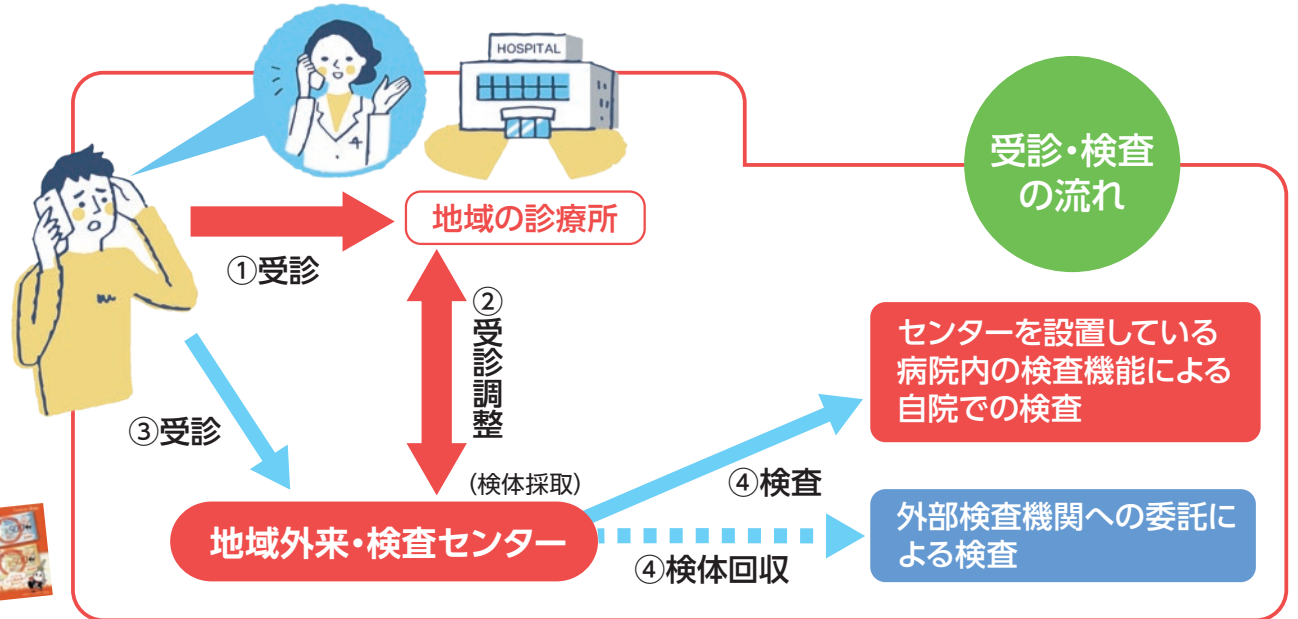 HOSPITAL
受診・検査
の流れ
地域の診療所
①受診
②受診調整
③受診
(検体採取)
地域外来・検査センター
④検査
④検体回収
センターを設置している
病院内の検査機能による
自院での検査
外部検査機関への委託に
よる検査